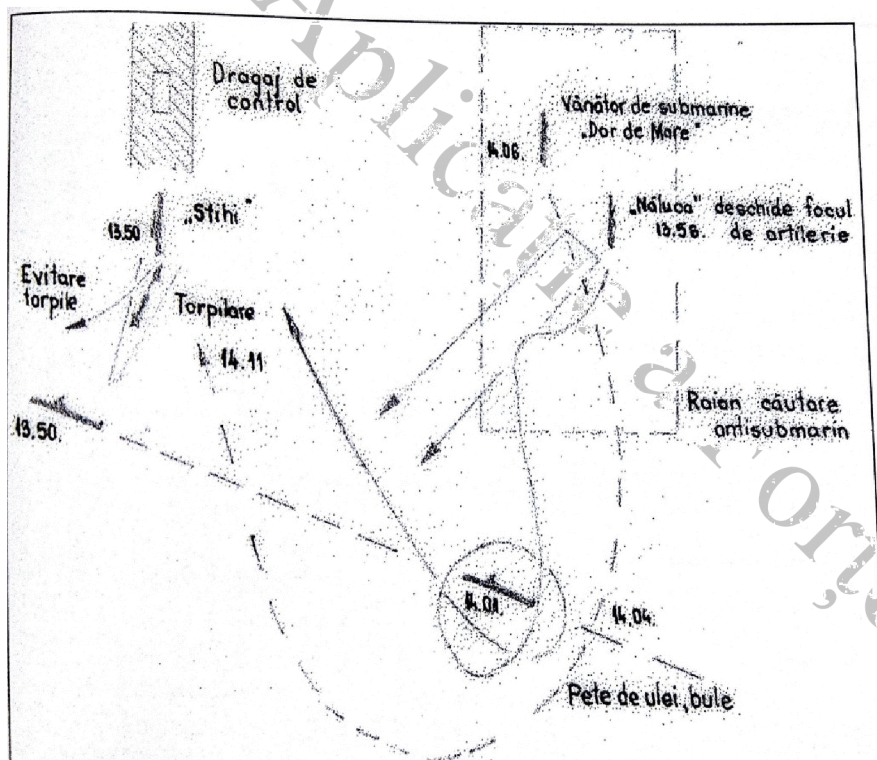 Dragaj de
control
Vânător de submarine
„Dor de Mare"
14.06.
„Stihi"
13.50
„Năluca" deschide focul
13.56. de artilerie
Evitare
torpile
Torpilare
14.11
13.50.
Raion căutare
antisubmarin
14.01
14.04.
Pete de ulei, bule
Aplicație a Forțe